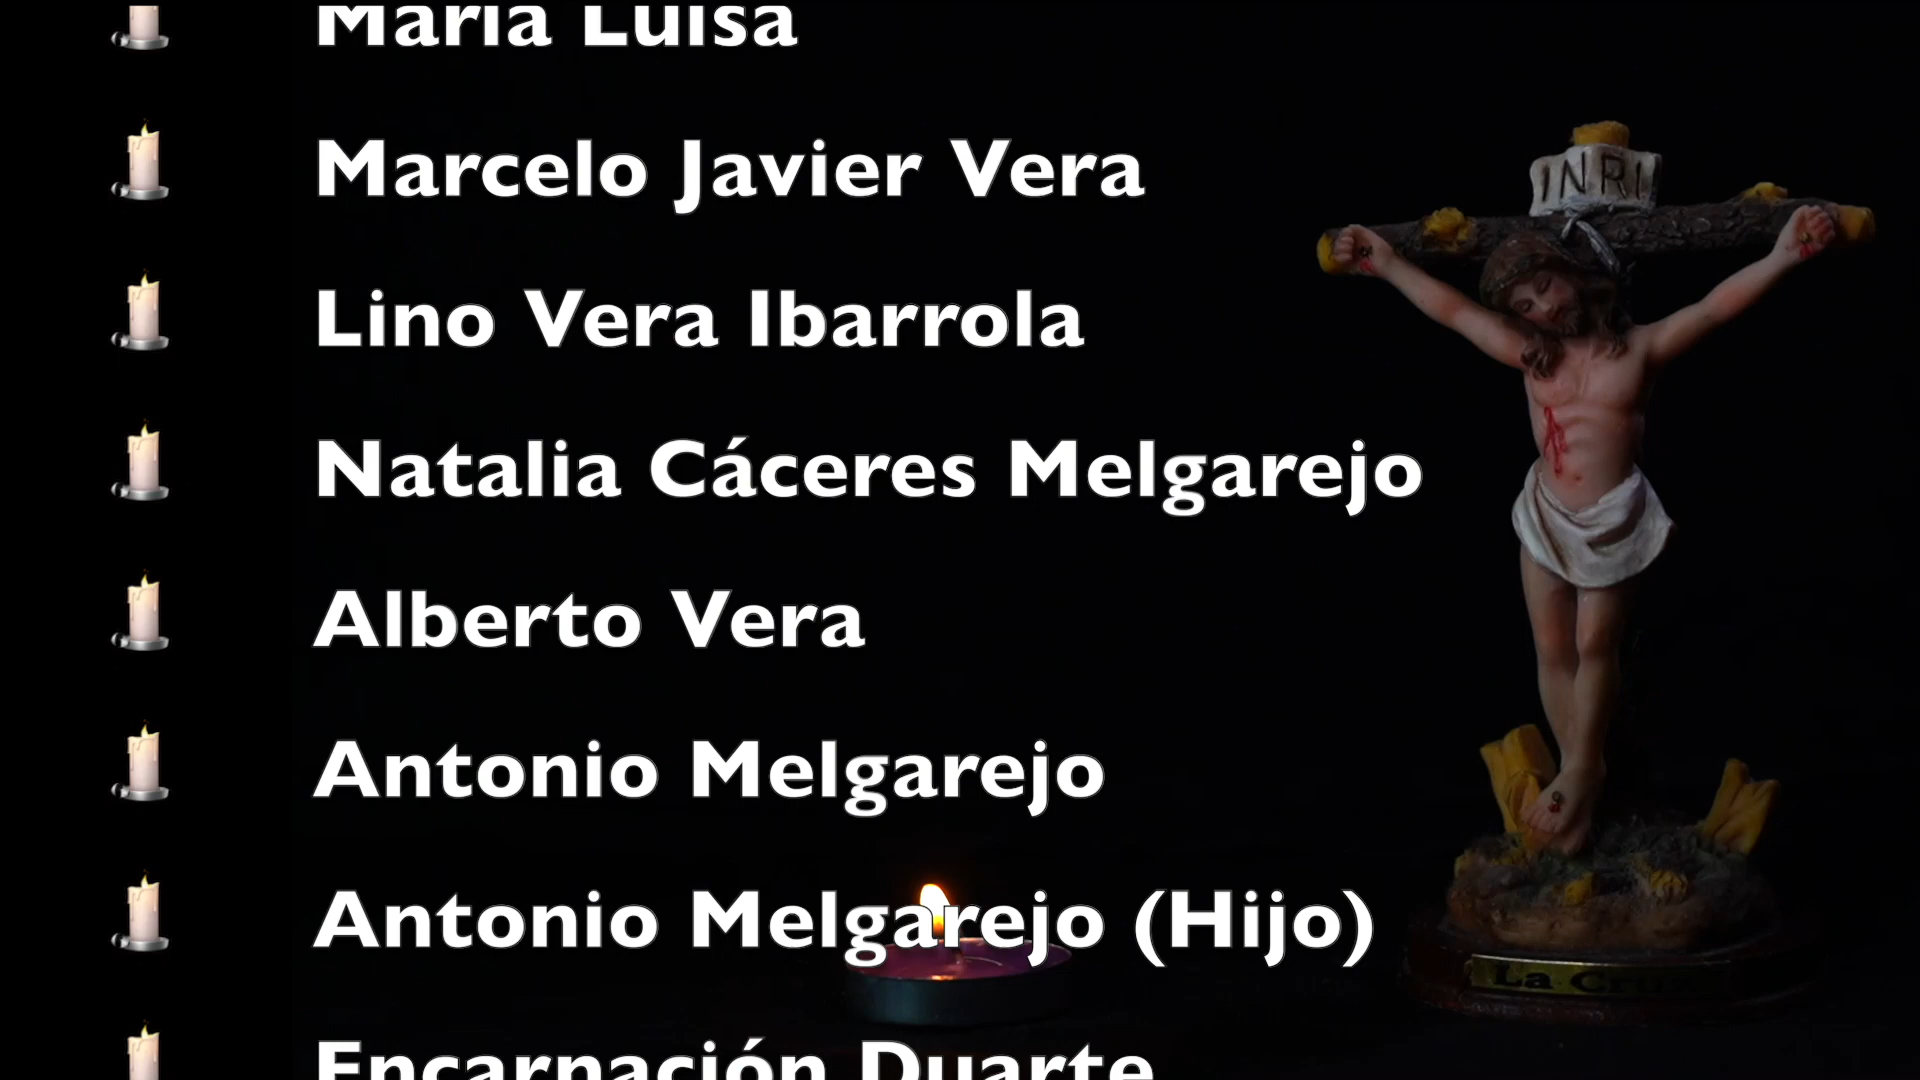 María Luisa
INRI
Marcelo Javier Vera
Lino Vera Ibarrola
Natalia Cáceres Melgarejo
Alberto Vera
Antonio Melgarejo
Antonio Melgarejo (Hijo)
La
Encarnación Duarte